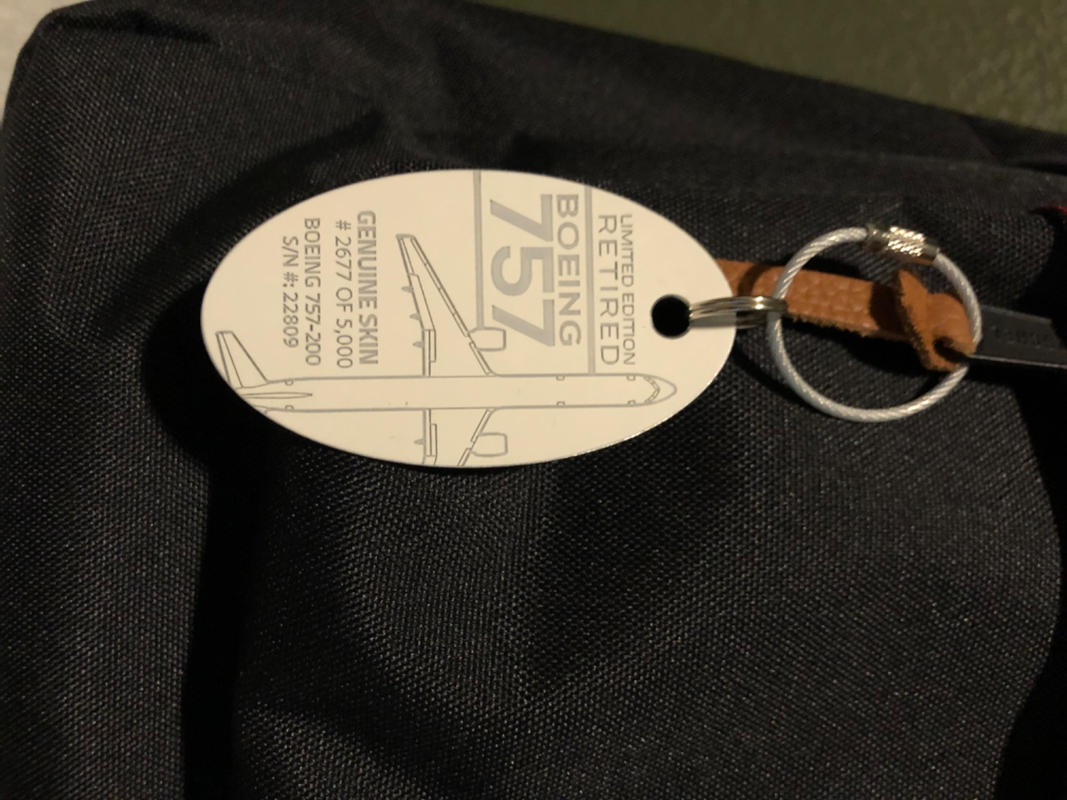 LIMITED EDITION
RETIRED
BOEING
757
GENUINE SKIN
# 2677 OF 5,000
BOEING 757-200
S/N #: 22809